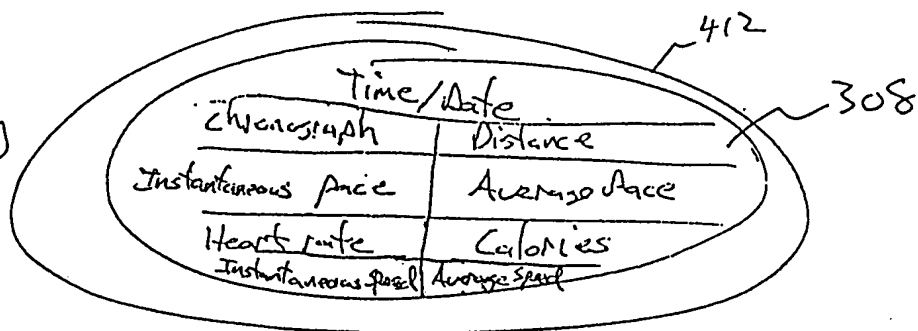 412
308
Time/Date
Chronograph Distance
Instantaneous pace Average Pace
Heart rate Calories
Instantaneous speed Average speed